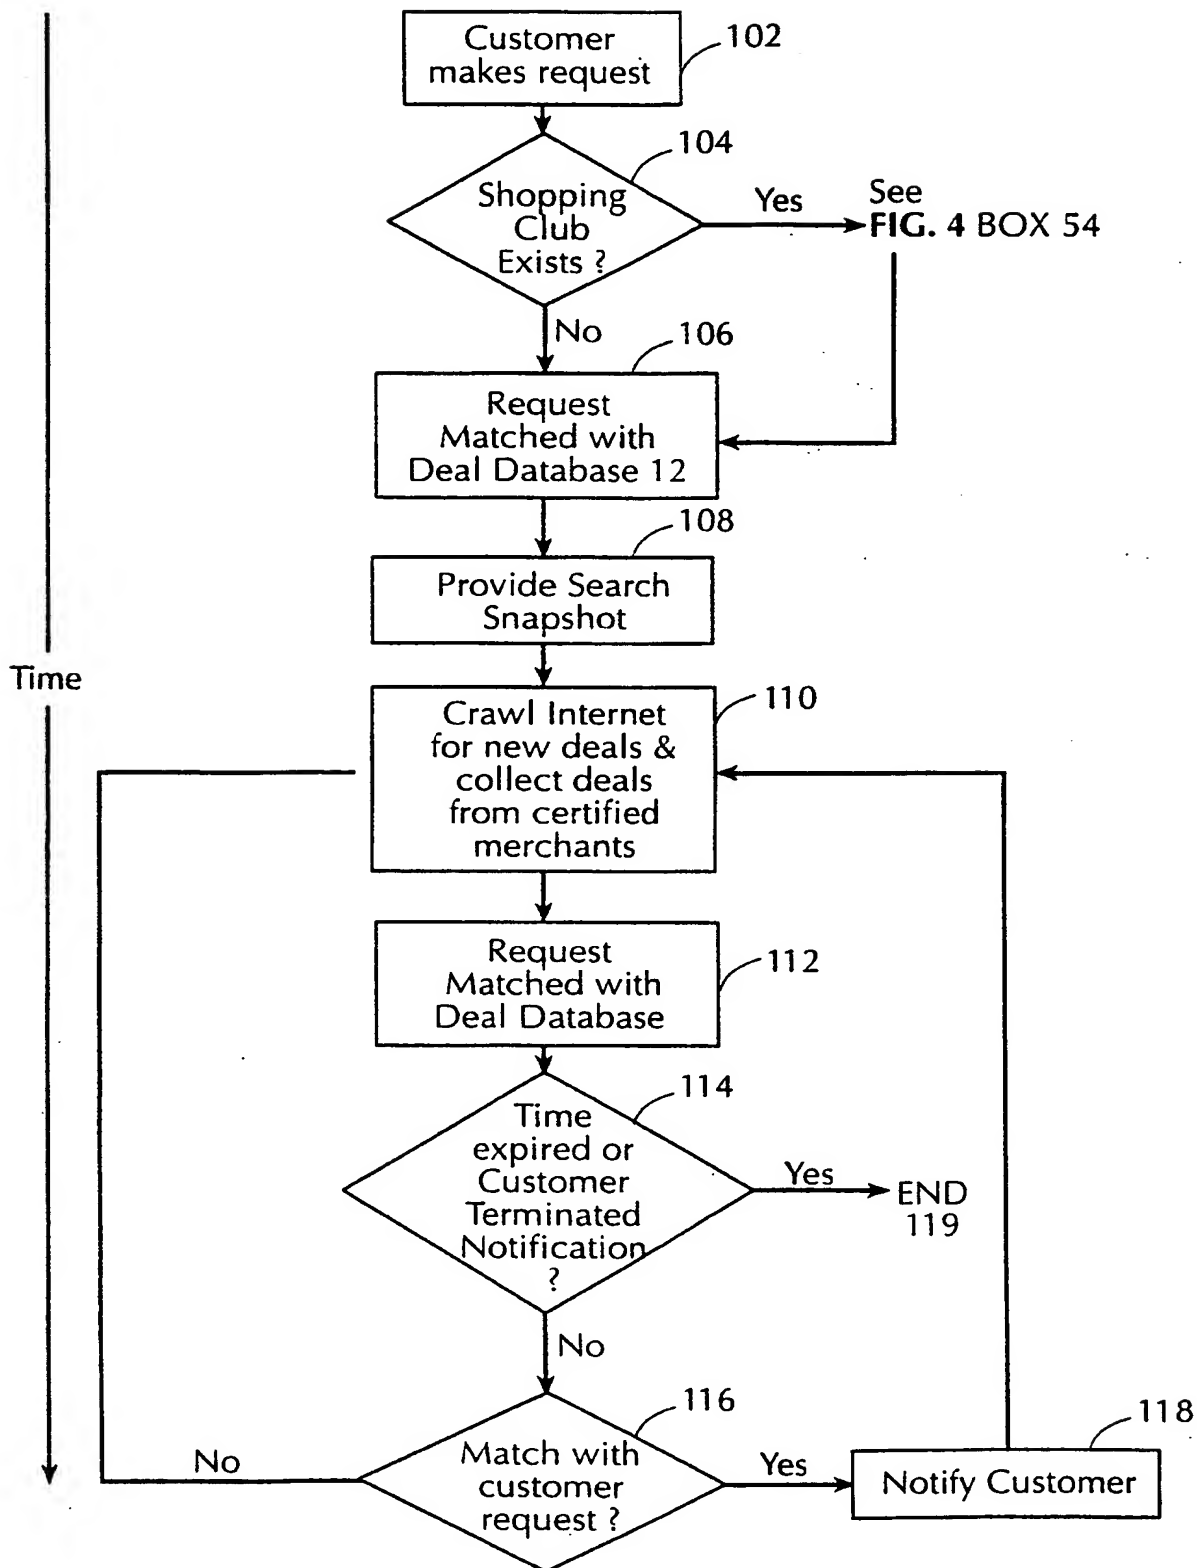 Customer
makes request
102
104
Shopping
Club
Exists ?
Yes
See
FIG. 4 BOX 54
No
106
Request
Matched with
Deal Database 12
108
Provide Search
Snapshot
Time
110
Crawl Internet
for new deals &
collect deals
from certified
merchants
112
Request
Matched with
Deal Database
114
Time
expired or
Customer
Terminated
Notification
?
Yes
END
119
No
116
118
No
Match with
customer
request ?
Yes
Notify Customer